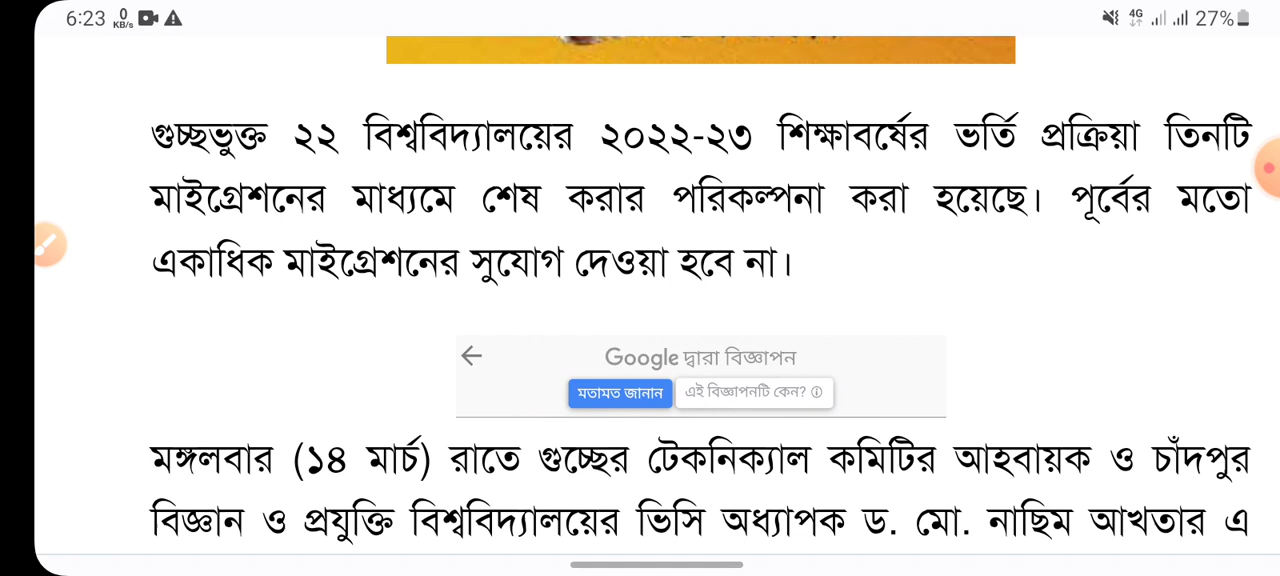 6:23 0 KB/s 4G 27%
গুচ্ছভুক্ত ২২ বিশ্ববিদ্যালয়ের ২০২২-২৩ শিক্ষাবর্ষের ভর্তি প্রক্রিয়া তিনটি
মাইগ্রেশনের মাধ্যমে শেষ করার পরিকল্পনা করা হয়েছে। পূর্বের মতো
একাধিক মাইগ্রেশনের সুযোগ দেওয়া হবে না।
Google দ্বারা বিজ্ঞাপন
মতামত জানান এই বিজ্ঞাপনটি কেন?
মঙ্গলবার (১৪ মার্চ) রাতে গুচ্ছের টেকনিক্যাল কমিটির আহবায়ক ও চাঁদপুর
বিজ্ঞান ও প্রযুক্তি বিশ্ববিদ্যালয়ের ভিসি অধ্যাপক ড. মো. নাছিম আখতার এ